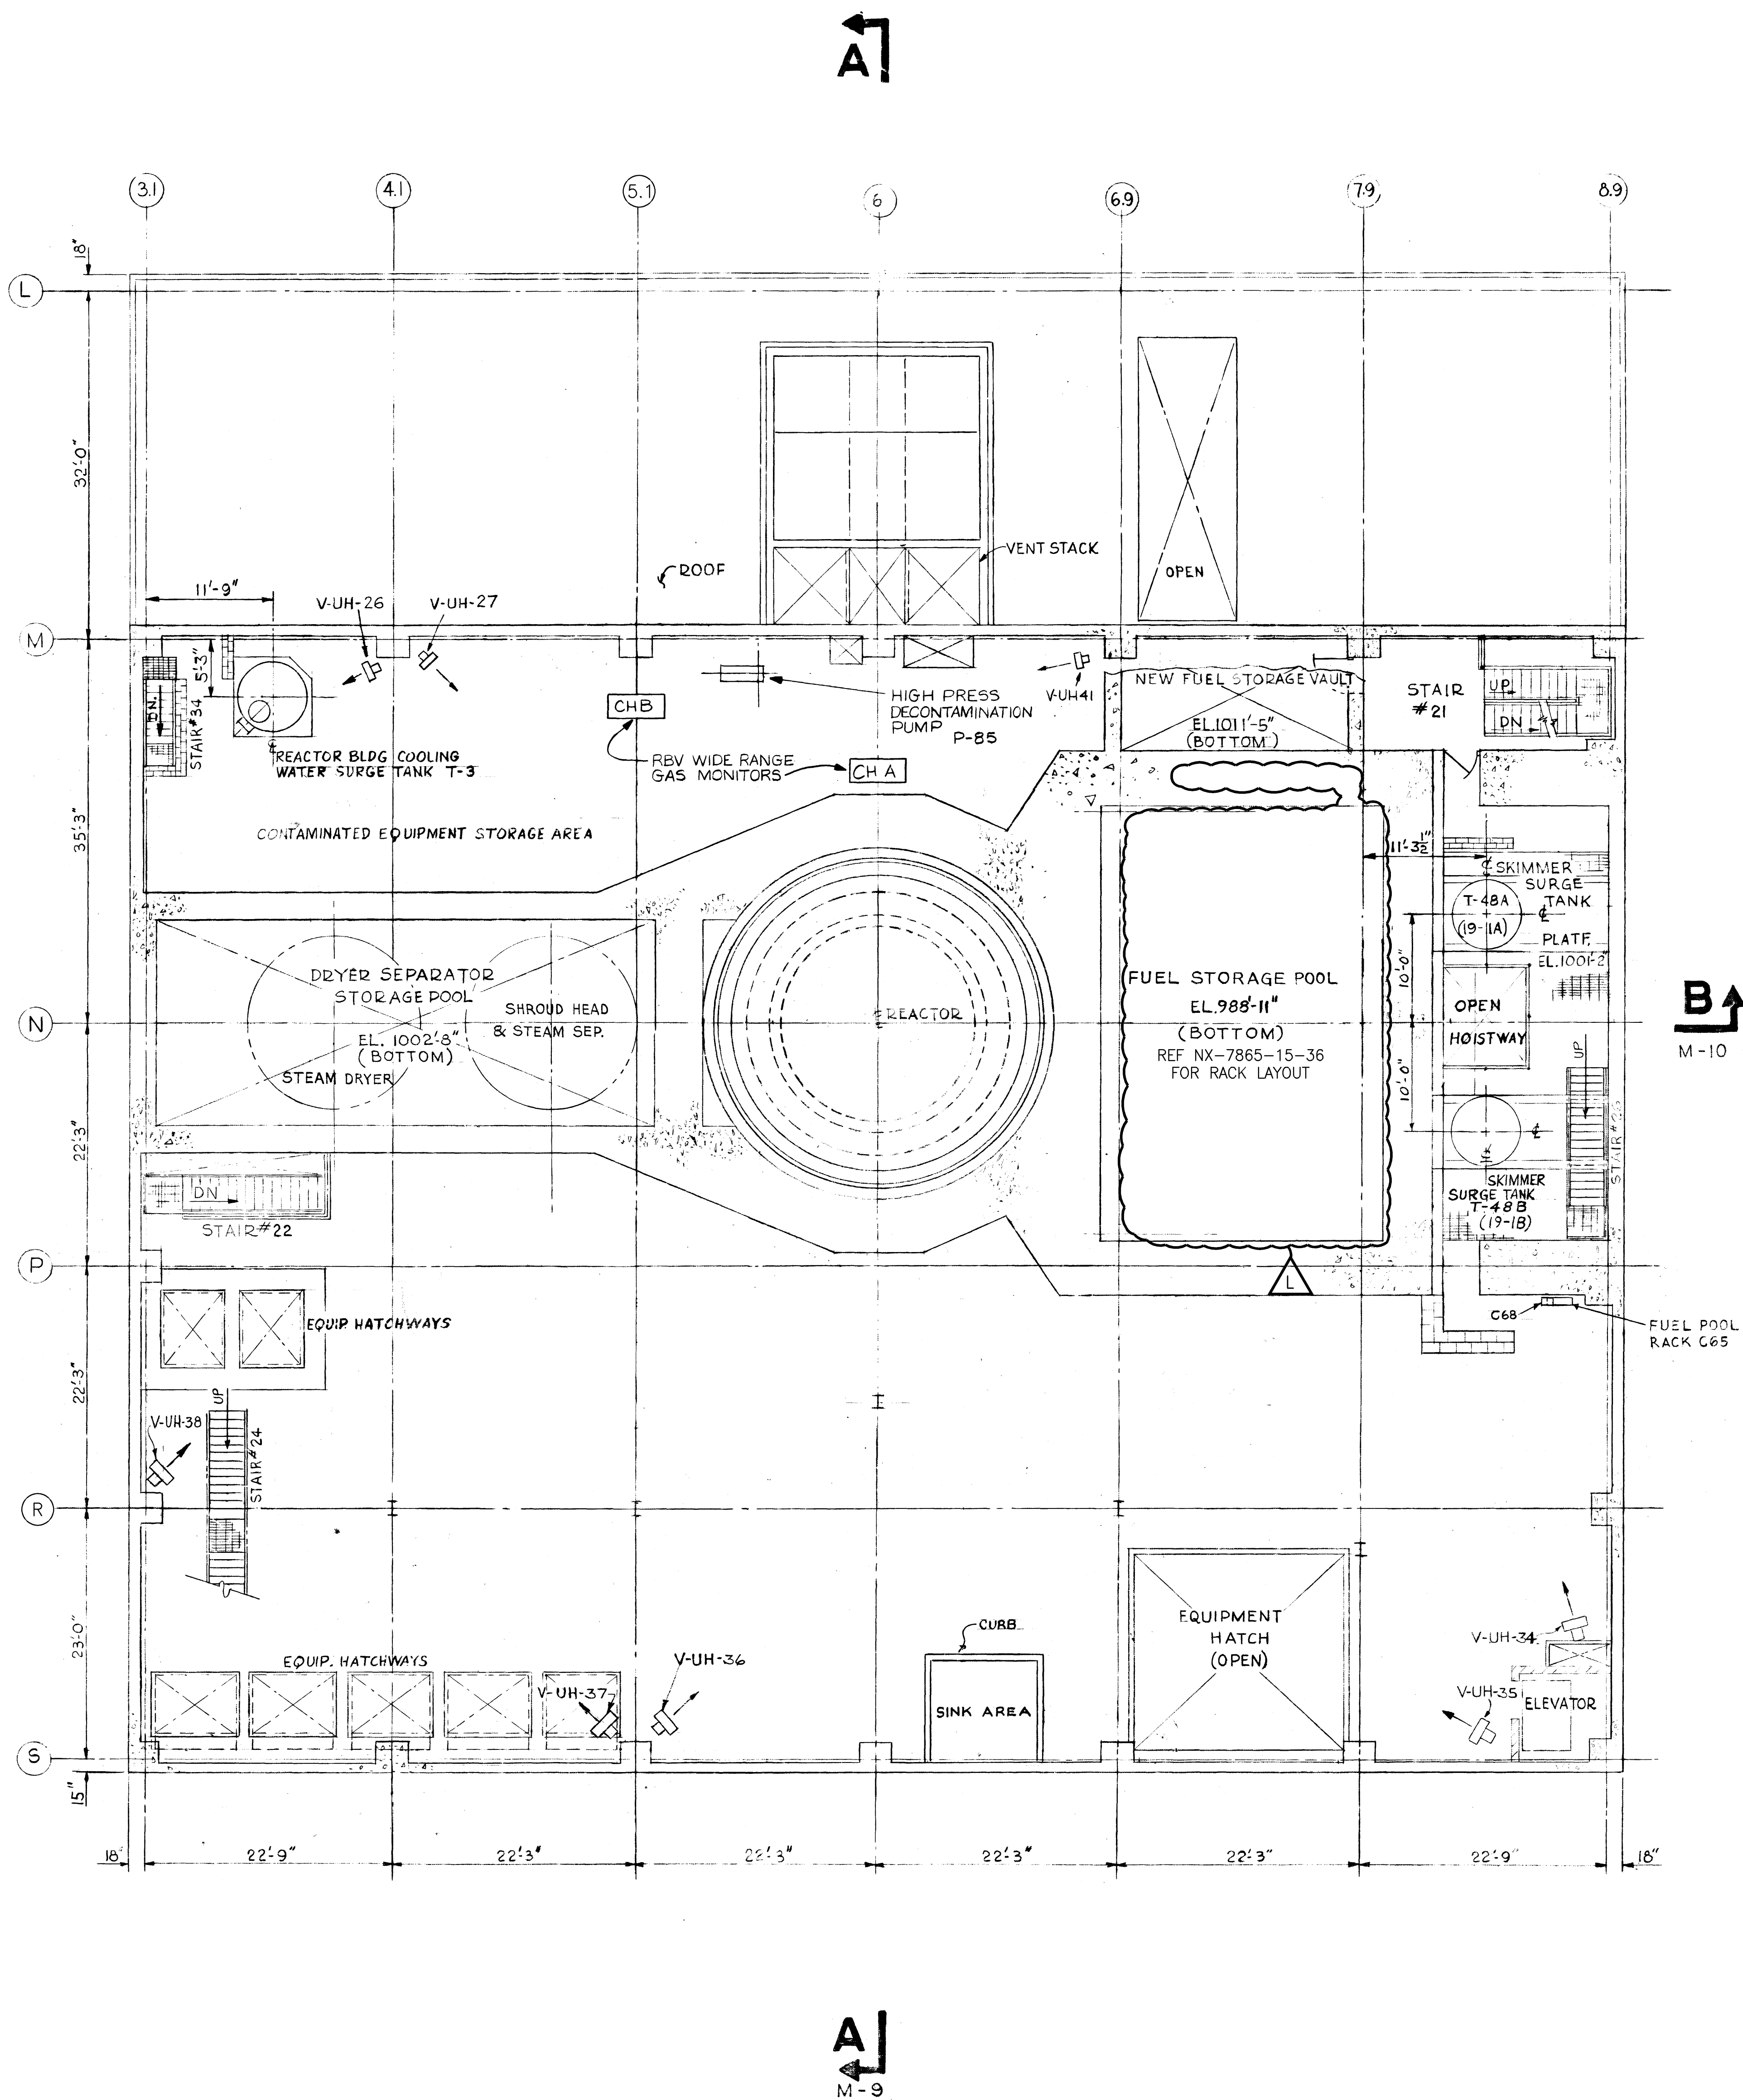 A
3.1
4.1
5.1
6
6.9
7.9
8.9
18"
L
32'-0"
VENT STACK
OPEN
ROOF
11'-9"
V-UH-26
V-UH-27
M
5'-3"
DN.
STAIR #34
CHB
HIGH PRESS
DECONTAMINATION
PUMP
P-85
V-UH41
NEW FUEL STORAGE VAULT
EL.1011'-5"
(BOTTOM)
STAIR
#21
UP
DN
REACTOR BLDG COOLING
WATER SURGE TANK T-3
RBV WIDE RANGE
GAS MONITORS
CH A
35'-3"
CONTAMINATED EQUIPMENT STORAGE AREA
11'-3½"
SKIMMER
SURGE
TANK
T-48A
(19-1A)
PLATF.
EL.1001'-2"
10'-0"
DRYER SEPARATOR
STORAGE POOL
EL. 1002'-8"
(BOTTOM)
STEAM DRYER
SHROUD HEAD
& STEAM SEP.
REACTOR
FUEL STORAGE POOL
EL.988'-11"
(BOTTOM)
REF NX-7865-15-36
FOR RACK LAYOUT
OPEN
HOISTWAY
N
B
M-10
10'-0"
UP
22'-3"
DN
STAIR #22
SKIMMER
SURGE TANK
T-48B
(19-1B)
P
L
EQUIP. HATCHWAYS
C68
FUEL POOL
RACK C65
22'-3"
UP
V-UH-38
STAIR #24
R
23'-0"
EQUIP. HATCHWAYS
V-UH-37
V-UH-36
CURB
SINK AREA
EQUIPMENT
HATCH
(OPEN)
V-UH-34
V-UH-35
ELEVATOR
S
15"
18"
22'-9"
22'-3"
22'-3"
22'-3"
22'-3"
22'-9"
18"
A
M-9